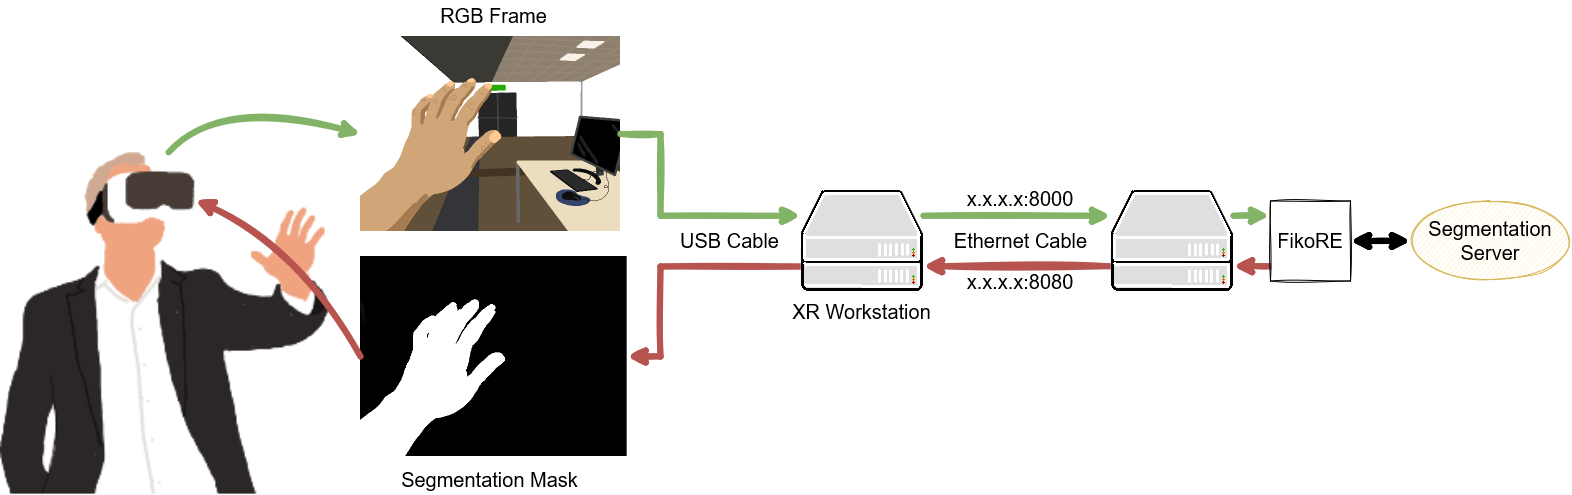 RGB Frame
USB Cable
x.x.x.x:8000
Ethernet Cable
x.x.x.x:8080
XR Workstation
FikoRE
Segmentation
Server
Segmentation Mask